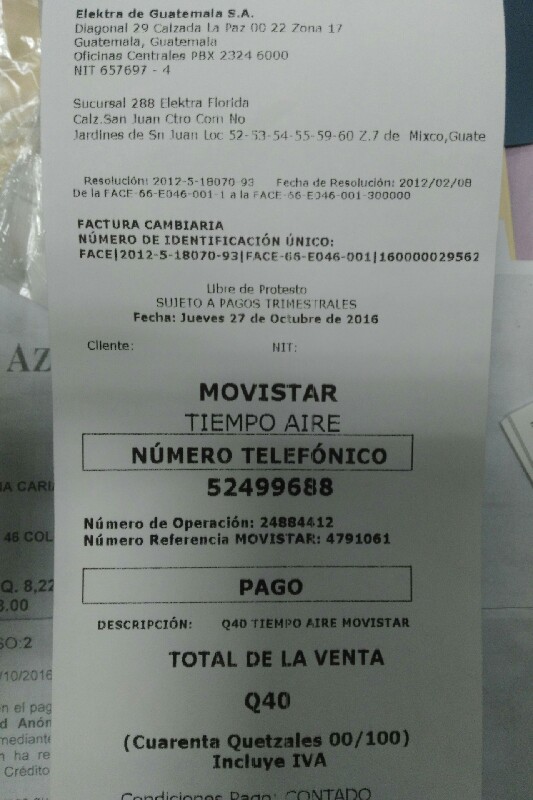 Elektra de Guatemala S.A.
Diagonal 29 Calzada La Paz 00 22 Zona 17
Guatemala, Guatemala
Oficinas Centrales PBX 2324 6000
NIT 657697 - 4
Sucursal 288 Elektra Florida
Calz.San Juan Ctro Com No
Jardines de Sn Juan Loc 52-53-54-55-59-60 Z.7 de Mixco,Guate
Resolución: 2012-5-18070-93 Fecha de Resolución: 2012/02/08
De la FACE-66-E046-001-1 a la FACE-66-E046-001-300000
FACTURA CAMBIARIA
NÚMERO DE IDENTIFICACIÓN ÚNICO:
FACE|2012-5-18070-93|FACE-66-E046-001|160000029562
Libre de Protesto
SUJETO A PAGOS TRIMESTRALES
Fecha: Jueves 27 de Octubre de 2016
Cliente: NIT:
MOVISTAR
TIEMPO AIRE
NÚMERO TELEFÓNICO
52499688
Número de Operación: 24884412
Número Referencia MOVISTAR: 4791061
PAGO
DESCRIPCIÓN: Q40 TIEMPO AIRE MOVISTAR
TOTAL DE LA VENTA
Q40
(Cuarenta Quetzales 00/100)
Incluye IVA
Condiciones Pago: CONTADO
AZ
IA CARI
46 COL
Q. 8,22
3.00
SO:2
/10/2016
en el pag
d Anón
mediante
n ha re
Crédito